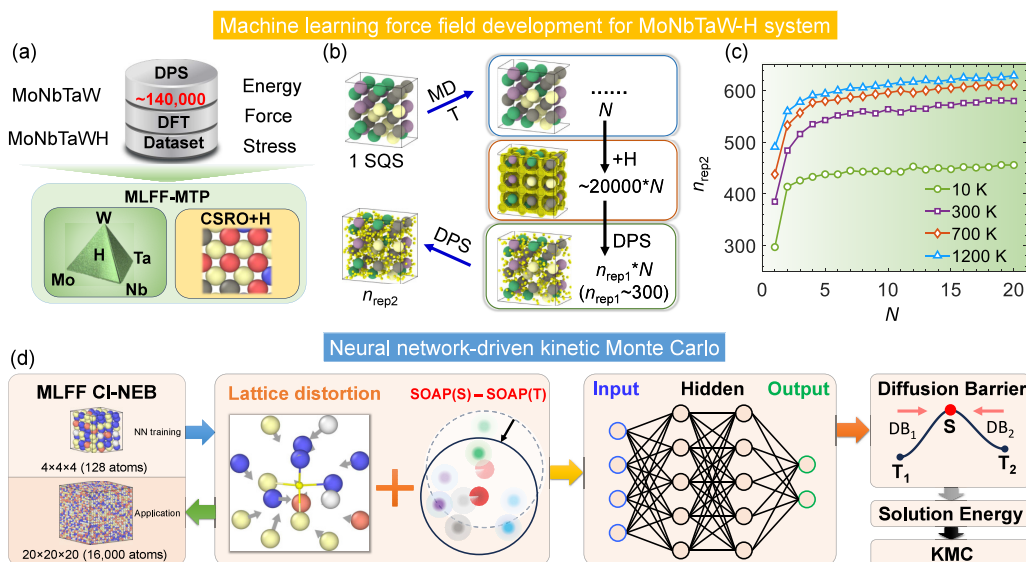 Machine learning force field development for MoNbTaW-H system
(a)
DPS
~140,000
DFT
Dataset
MoNbTaW
MoNbTaWH
Energy
Force
Stress
MLFF-MTP
W
H
Ta
Mo
Nb
CSRO+H
(b)
1 SQS
MD
T
......
N
+H
~20000*N
DPS
nrep1*N
(nrep1~300)
DPS
nrep2
(c)
nrep2
600
500
400
300
10 K
300 K
700 K
1200 K
0 5 10 15 20
N
Neural network-driven kinetic Monte Carlo
(d)
MLFF CI-NEB
NN training
4×4×4 (128 atoms)
Application
20×20×20 (16,000 atoms)
Lattice distortion
SOAP(S) – SOAP(T)
Input Hidden Output
Diffusion Barrier
DB1 S DB2
T1 T2
Solution Energy
KMC